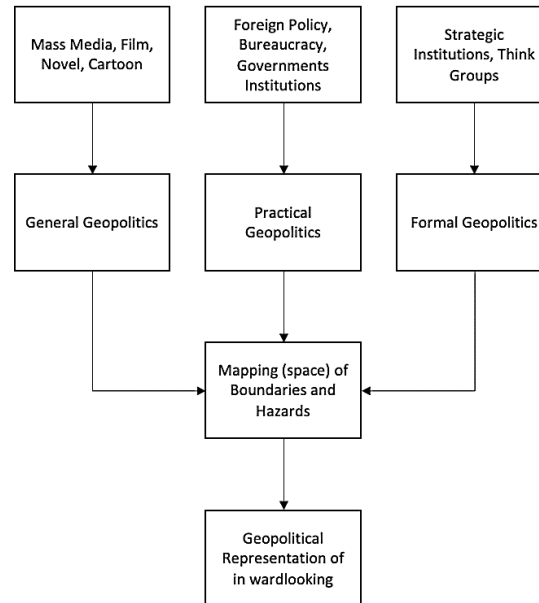 Mass Media, Film,
Novel, Cartoon
Foreign Policy,
Bureaucracy,
Governments
Institutions
Strategic
Institutions, Think
Groups
General Geopolitics
Practical
Geopolitics
Formal Geopolitics
Mapping (space) of
Boundaries and
Hazards
Geopolitical
Representation of
in wardlooking